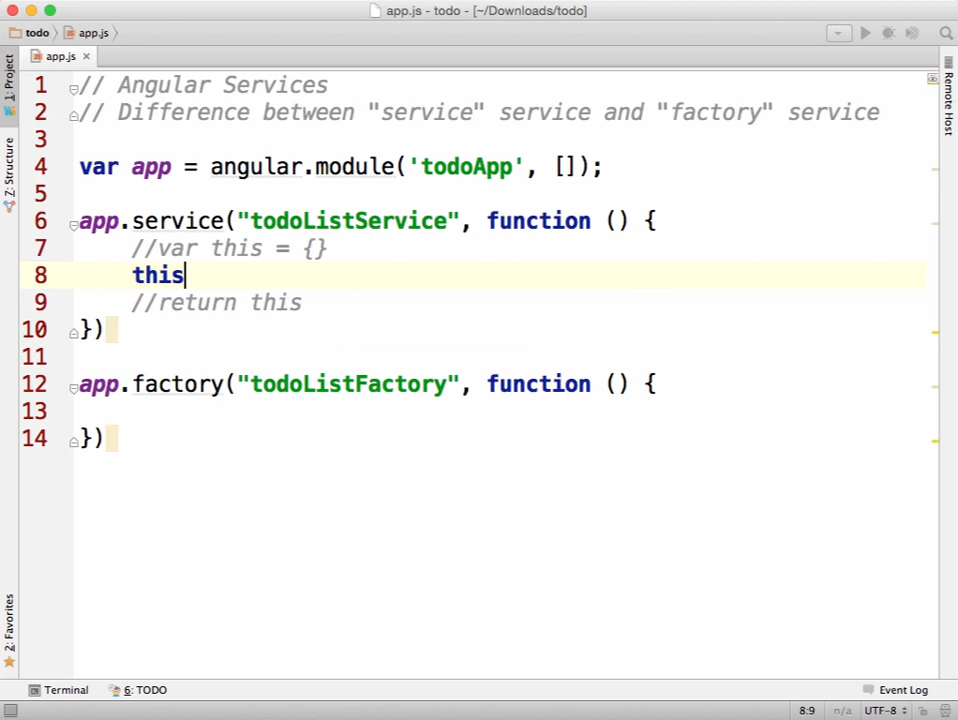 app.js - todo - [~/Downloads/todo]
todo app.js
app.js
1: Project
Z: Structure
2: Favorites
Remote Host
1 // Angular Services
2 // Difference between "service" service and "factory" service
3
4 var app = angular.module('todoApp', []);
5
6 app.service("todoListService", function () {
7 //var this = {}
8 this
9 //return this
10 })
11
12 app.factory("todoListFactory", function () {
13
14 })
Terminal 6: TODO Event Log
8:9 n/a UTF-8